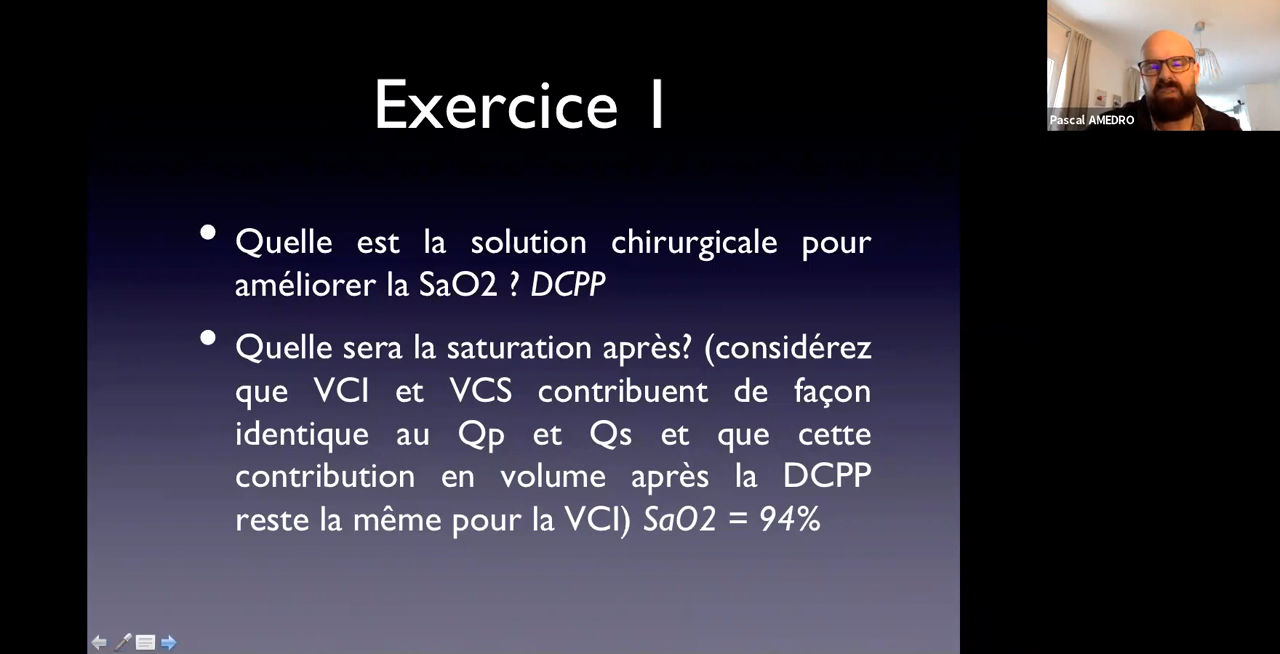 Exercice 1
• Quelle est la solution chirurgicale pour
améliorer la SaO2 ? DCPP
• Quelle sera la saturation après? (considérez
que VCI et VCS contribuent de façon
identique au Qp et Qs et que cette
contribution en volume après la DCPP
reste la même pour la VCI) SaO2 = 94%
Pascal AMEDRO